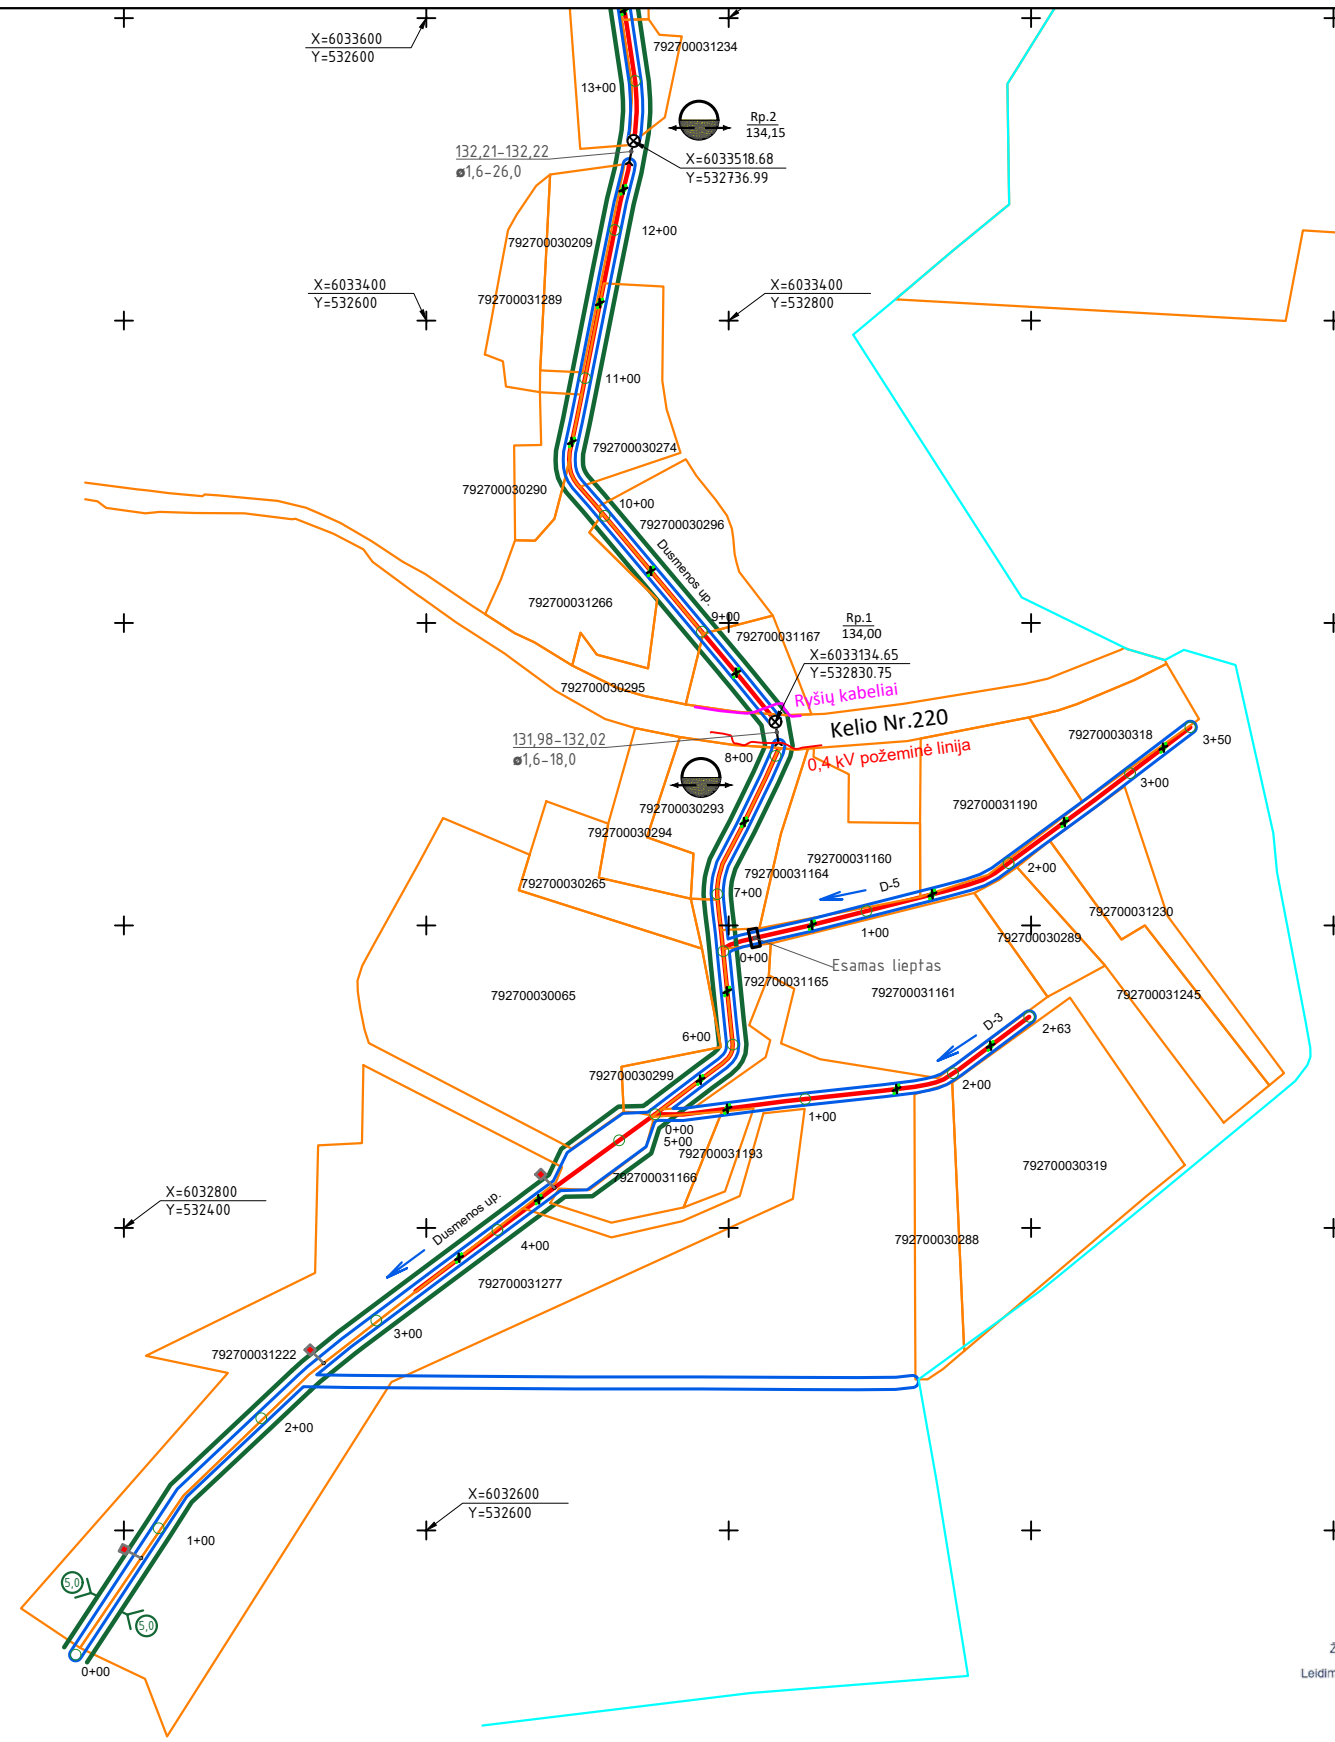 X=6033600
Y=532600
792700031234
13+00
Rp.2
134,15
132,21-132,22
ø1,6-26,0
X=6033518.68
Y=532736.99
12+00
792700030209
X=6033400
Y=532600
792700031289
X=6033400
Y=532800
11+00
792700030274
792700030290
10+00
792700030296
Dusmenos up.
792700031266
9+00
Rp.1
134,00
792700031167
X=6033134.65
Y=532830.75
792700030295
Ryšių kabeliai
Kelio Nr.220
131,98-132,02
ø1,6-18,0
8+00
0,4 kV požeminė linija
792700030318
3+50
3+00
792700030293
792700031190
792700030294
792700031160
792700031164
2+00
792700030265
D-5
7+00
792700031230
1+00
792700030289
0+00
Esamas lieptas
792700031165
792700031161
792700031245
792700030065
D-3
2+63
6+00
792700030299
2+00
1+00
0+00
5+00
792700031193
792700030319
792700031166
X=6032800
Y=532400
Dusmenos up.
4+00
792700030288
792700031277
3+00
792700031222
2+00
X=6032600
Y=532600
1+00
5,0
5,0
0+00
Leidim